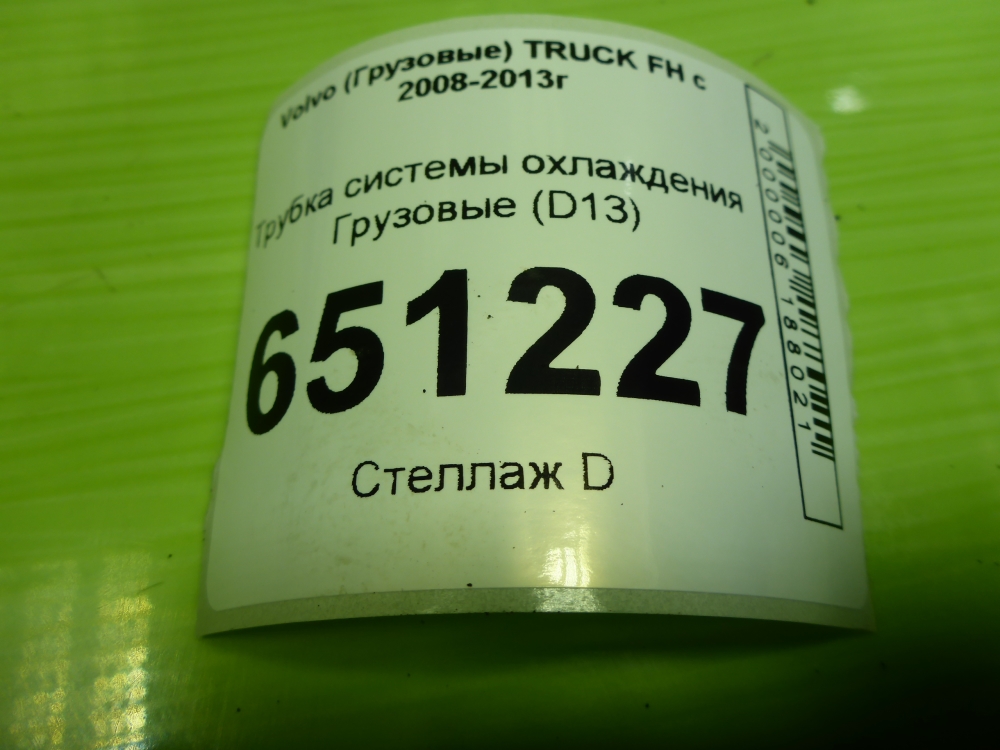 Volvo (Грузовые) TRUCK FH с
2008-2013г
Трубка системы охлаждения
Грузовые (D13)
651227
Стеллаж D
2000006188021